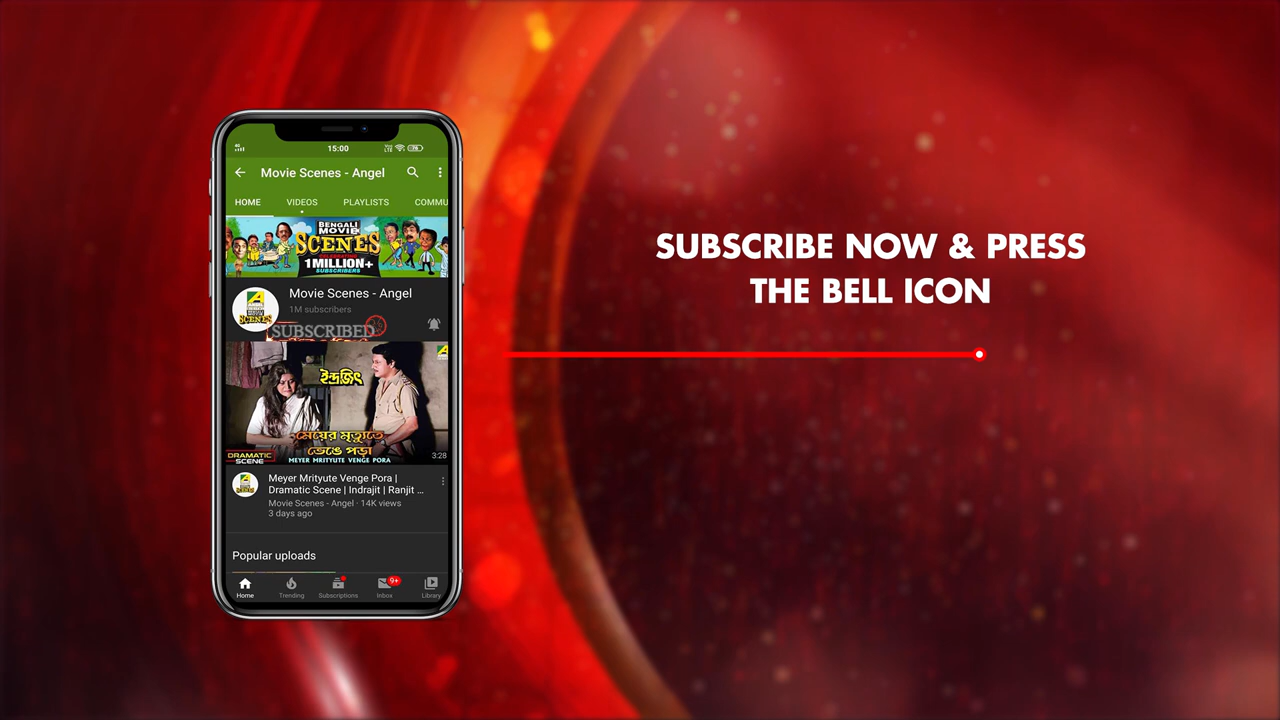 15:00
Movie Scenes - Angel
HOME VIDEOS PLAYLISTS COMMU
BENGALI
MOVIE
SCENES
CELEBRATING
1MILLION+
SUBSCRIBERS
Movie Scenes - Angel
1M subscribers
SUBSCRIBED
ইন্দ্রজিৎ
মেয়ের মৃত্যুতে
ভেঙে পড়া
DRAMATIC
SCENE
MEYER MRITYUTE VENGE PORA
3:28
Meyer Mrityute Venge Pora |
Dramatic Scene | Indrajit | Ranjit ...
Movie Scenes - Angel · 14K views
3 days ago
Popular uploads
9+
Home Trending Subscriptions Inbox Library
SUBSCRIBE NOW & PRESS
THE BELL ICON